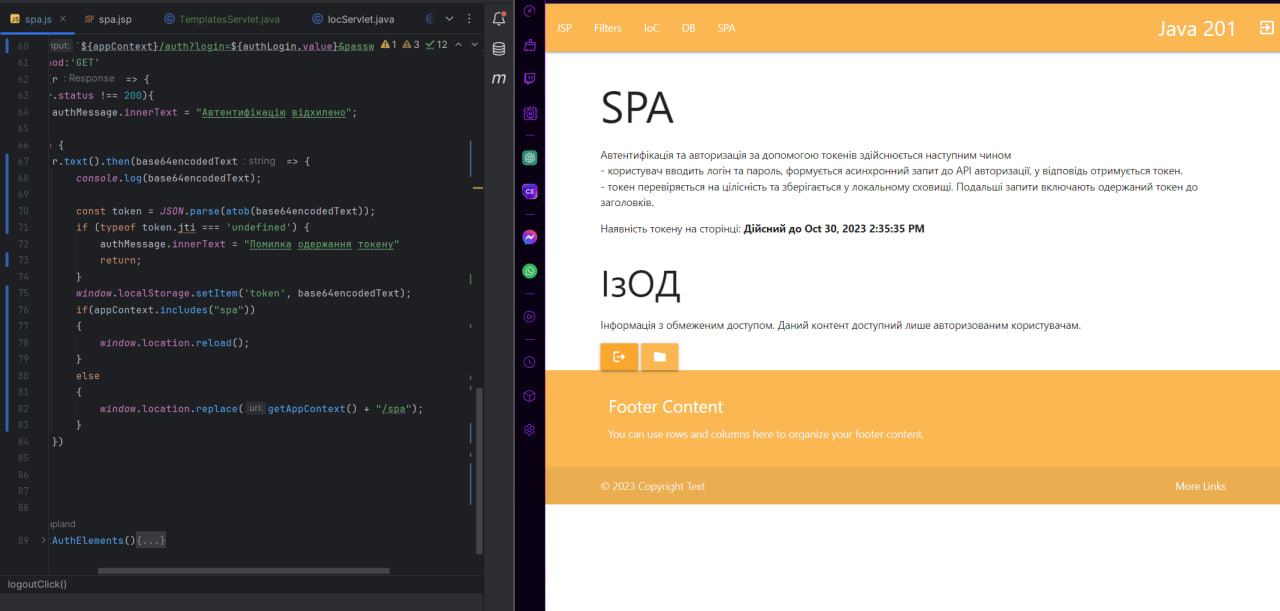 spa.js
spa.jsp
TemplatesServlet.java
IocServlet.java
60 input: `${appContext}/auth?login=${authLogin.value}&passw 1 3 12
61 od:'GET'
62 r : Response => {
63 .status !== 200){
64 authMessage.innerText = "Автентифікацію відхилено";
65
66 {
67 r.text().then(base64encodedText : string => {
68 console.log(base64encodedText);
69
70 const token = JSON.parse(atob(base64encodedText));
71 if (typeof token.jti === 'undefined') {
72 authMessage.innerText = "Помилка одержання токену"
73 return;
74 }
75 window.localStorage.setItem('token', base64encodedText);
76 if(appContext.includes("spa"))
77 {
78 window.location.reload();
79 }
80 else
81 {
82 window.location.replace( url: getAppContext() + "/spa");
83 }
84 })
85
86
87
88
apland
89 AuthElements(){...}
logoutClick()
m
CS
JSP
Filters
IoC
DB
SPA
Java 201
SPA
Автентифікація та авторизація за допомогою токенів здійснюється наступним чином
- користувач вводить логін та пароль, формується асинхронний запит до API авторизації, у відповідь отримується токен.
- токен перевіряється на цілісність та зберігається у локальному сховищі. Подальші запити включають одержаний токен до
заголовків.
Наявність токену на сторінці: Дійсний до Oct 30, 2023 2:35:35 PM
ІзОД
Інформація з обмеженим доступом. Даний контент доступний лише авторизованим користувачам.
Footer Content
You can use rows and columns here to organize your footer content.
© 2023 Copyright Text
More Links